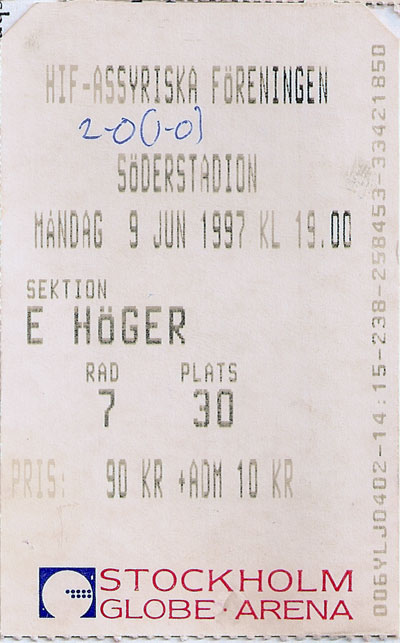 HIF-ASSYRISKA FÖRENINGEN
2-0 (1-0)
SÖDERSTADION
MÅNDAG 9 JUN 1997 KL 19.00
SEKTION
E HÖGER
RAD PLATS
7 30
PRIS: 90 KR +ADM 10 KR
STOCKHOLM
GLOBE·ARENA
006YLJ0402-14:15-238-258453-33421850